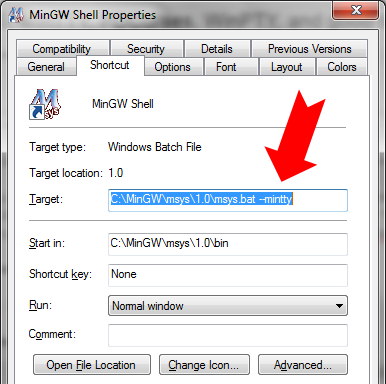 MinGW Shell Properties
Compatibility Security Details Previous Versions
General Shortcut Options Font Layout Colors
Msys
MinGW Shell
Target type: Windows Batch File
Target location: 1.0
Target: C:\MinGW\msys\1.0\msys.bat --mintty
Start in: C:\MinGW\msys\1.0\bin
Shortcut key: None
Run: Normal window
Comment:
Open File Location Change Icon... Advanced...